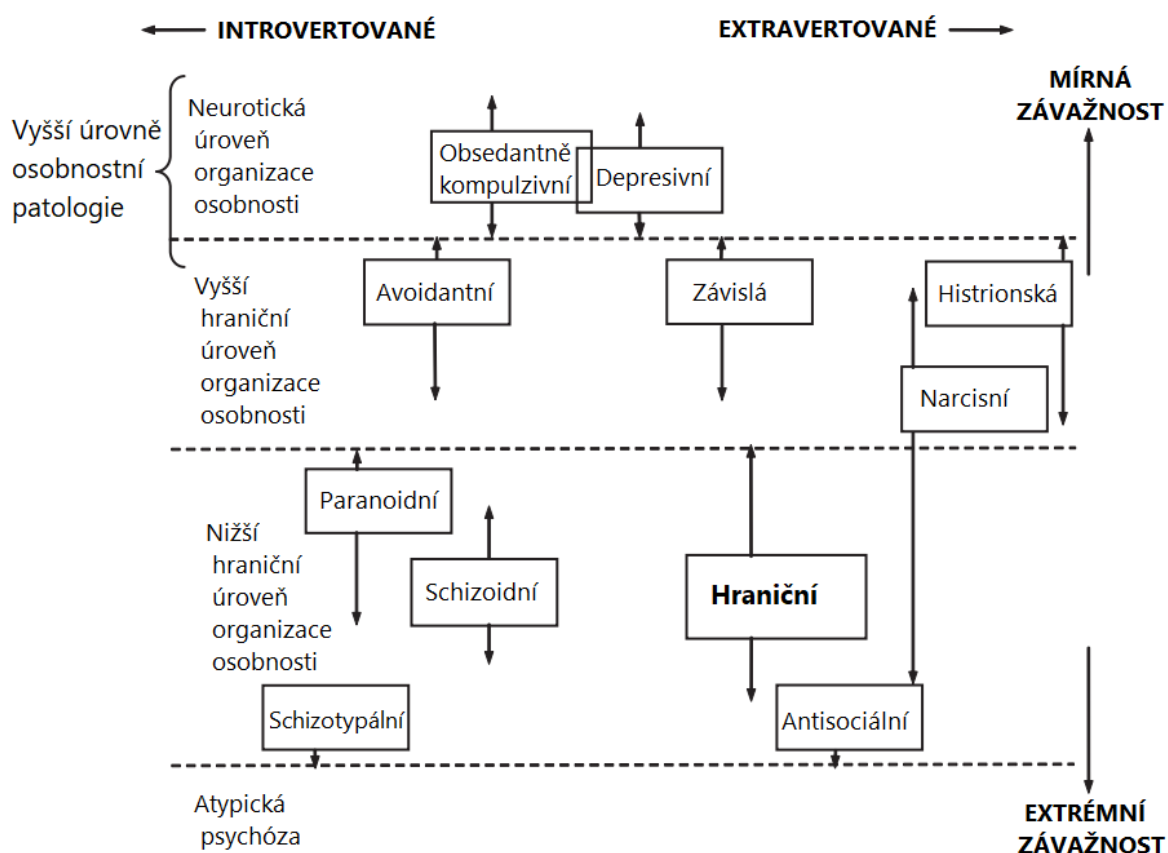 INTROVERTOVANÉ
EXTRAVERTOVANÉ
MÍRNÁ
ZÁVAŽNOST
Vyšší úrovně
osobnostní
patologie
Neurotická
úroveň
organizace
osobnosti
Obsedantně
kompulzivní
Depresivní
Vyšší
hraniční
úroveň
organizace
osobnosti
Avoidantní
Závislá
Histrionská
Narcisní
Nižší
hraniční
úroveň
organizace
osobnosti
Paranoidní
Schizoidní
Hraniční
Schizotypální
Antisociální
Atypická
psychóza
EXTRÉMNÍ
ZÁVAŽNOST